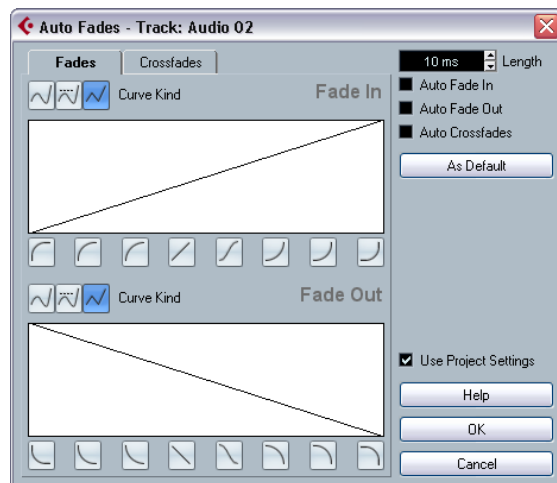 Auto Fades - Track: Audio 02
Fades
Crossfades
10 ms
Length
Curve Kind
Fade In
Auto Fade In
Auto Fade Out
Auto Crossfades
As Default
Curve Kind
Fade Out
Use Project Settings
Help
OK
Cancel